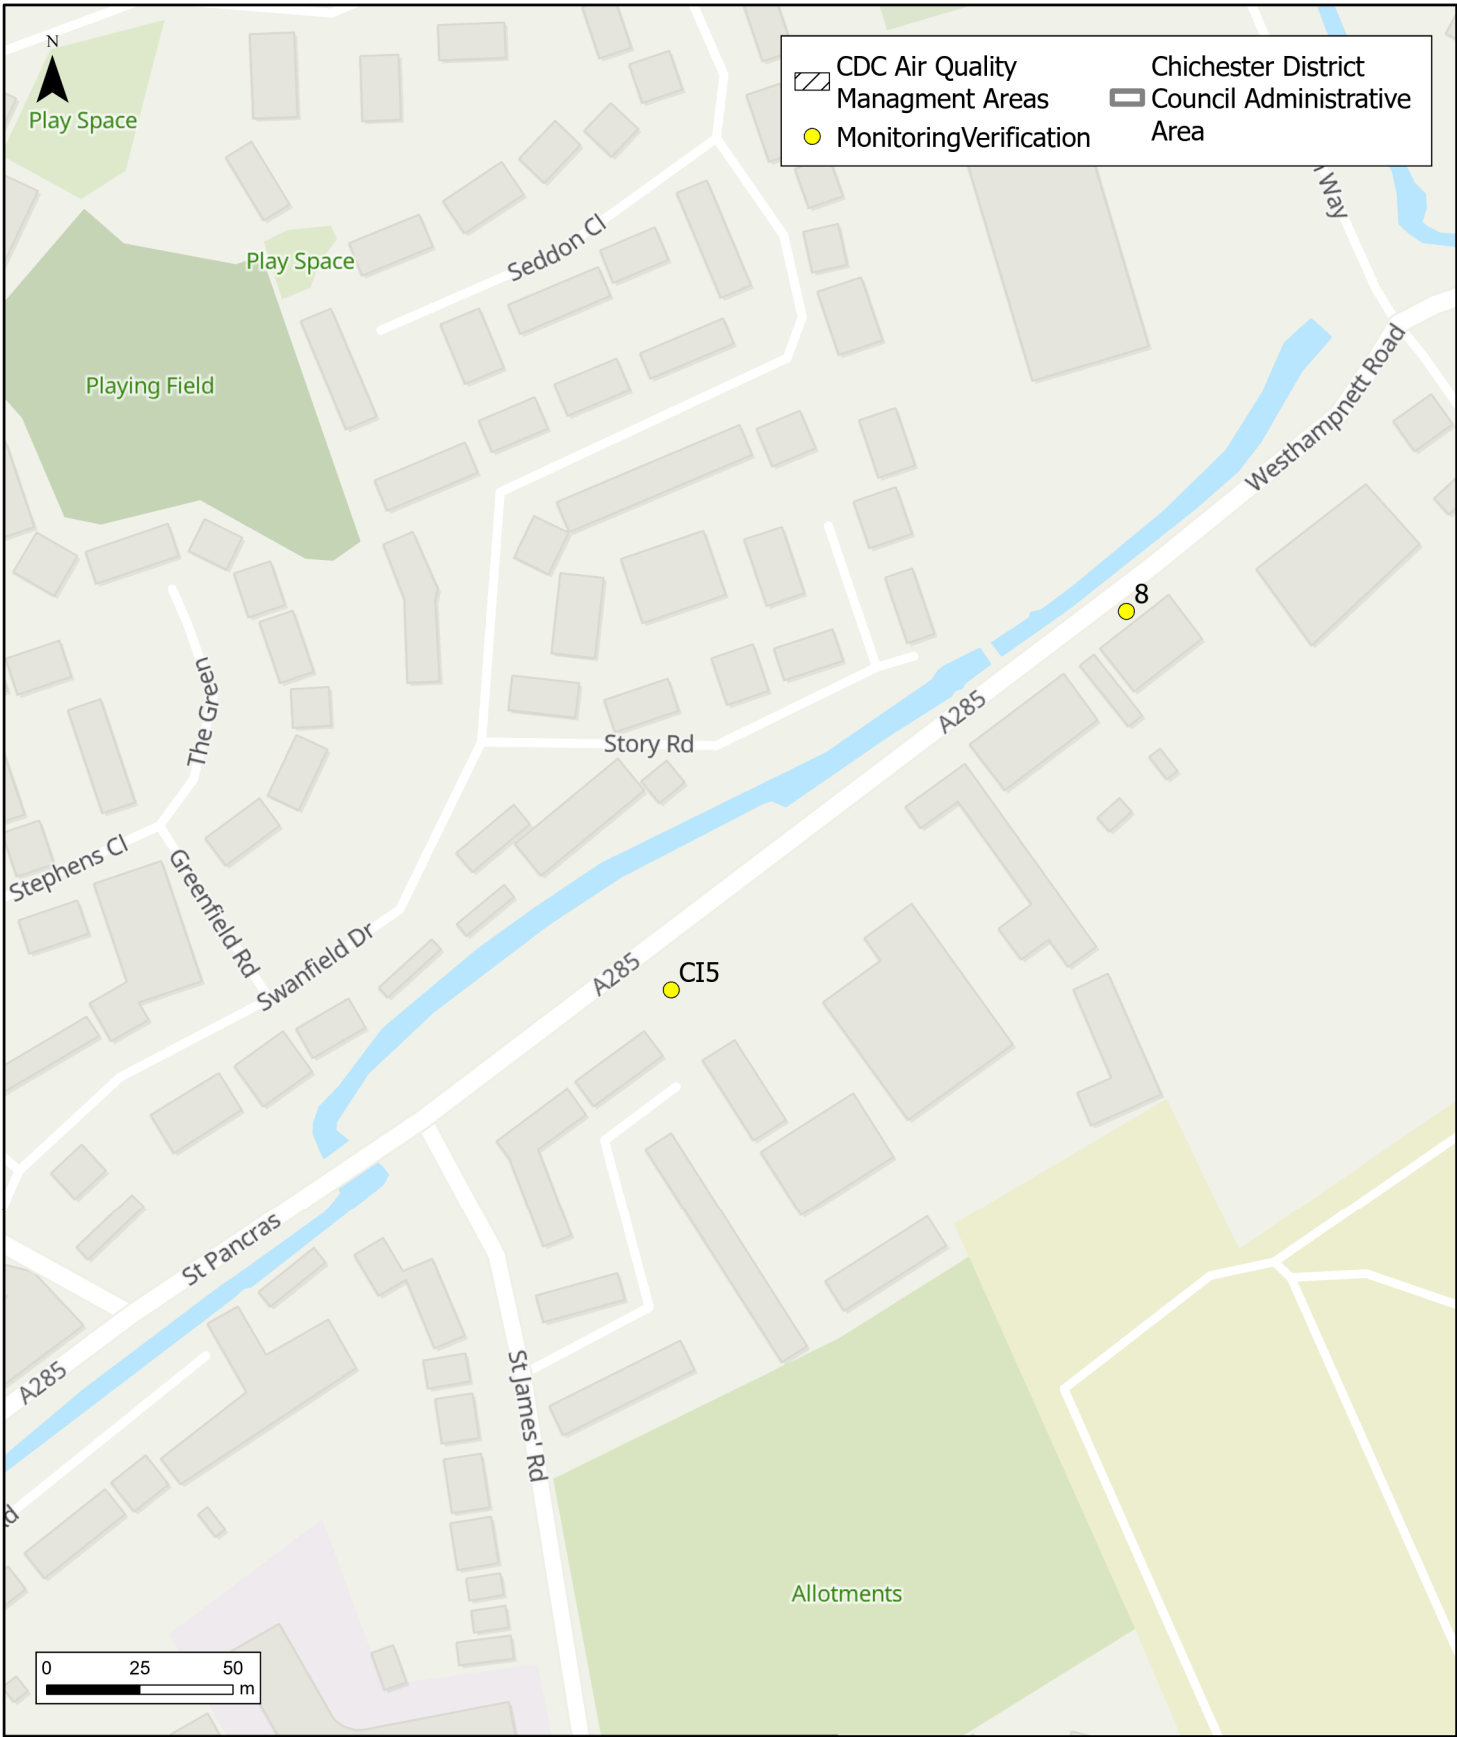 N
CDC Air Quality
Managment Areas
MonitoringVerification
Chichester District
Council Administrative
Area
Play Space
Way
Seddon Cl
Play Space
Playing Field
Westhampnett Road
8
The Green
A285
Story Rd
Stephens Cl
Greenfield Rd
Swanfield Dr
A285
CI5
St Pancras
A285
St James' Rd
Allotments
0 25 50
m